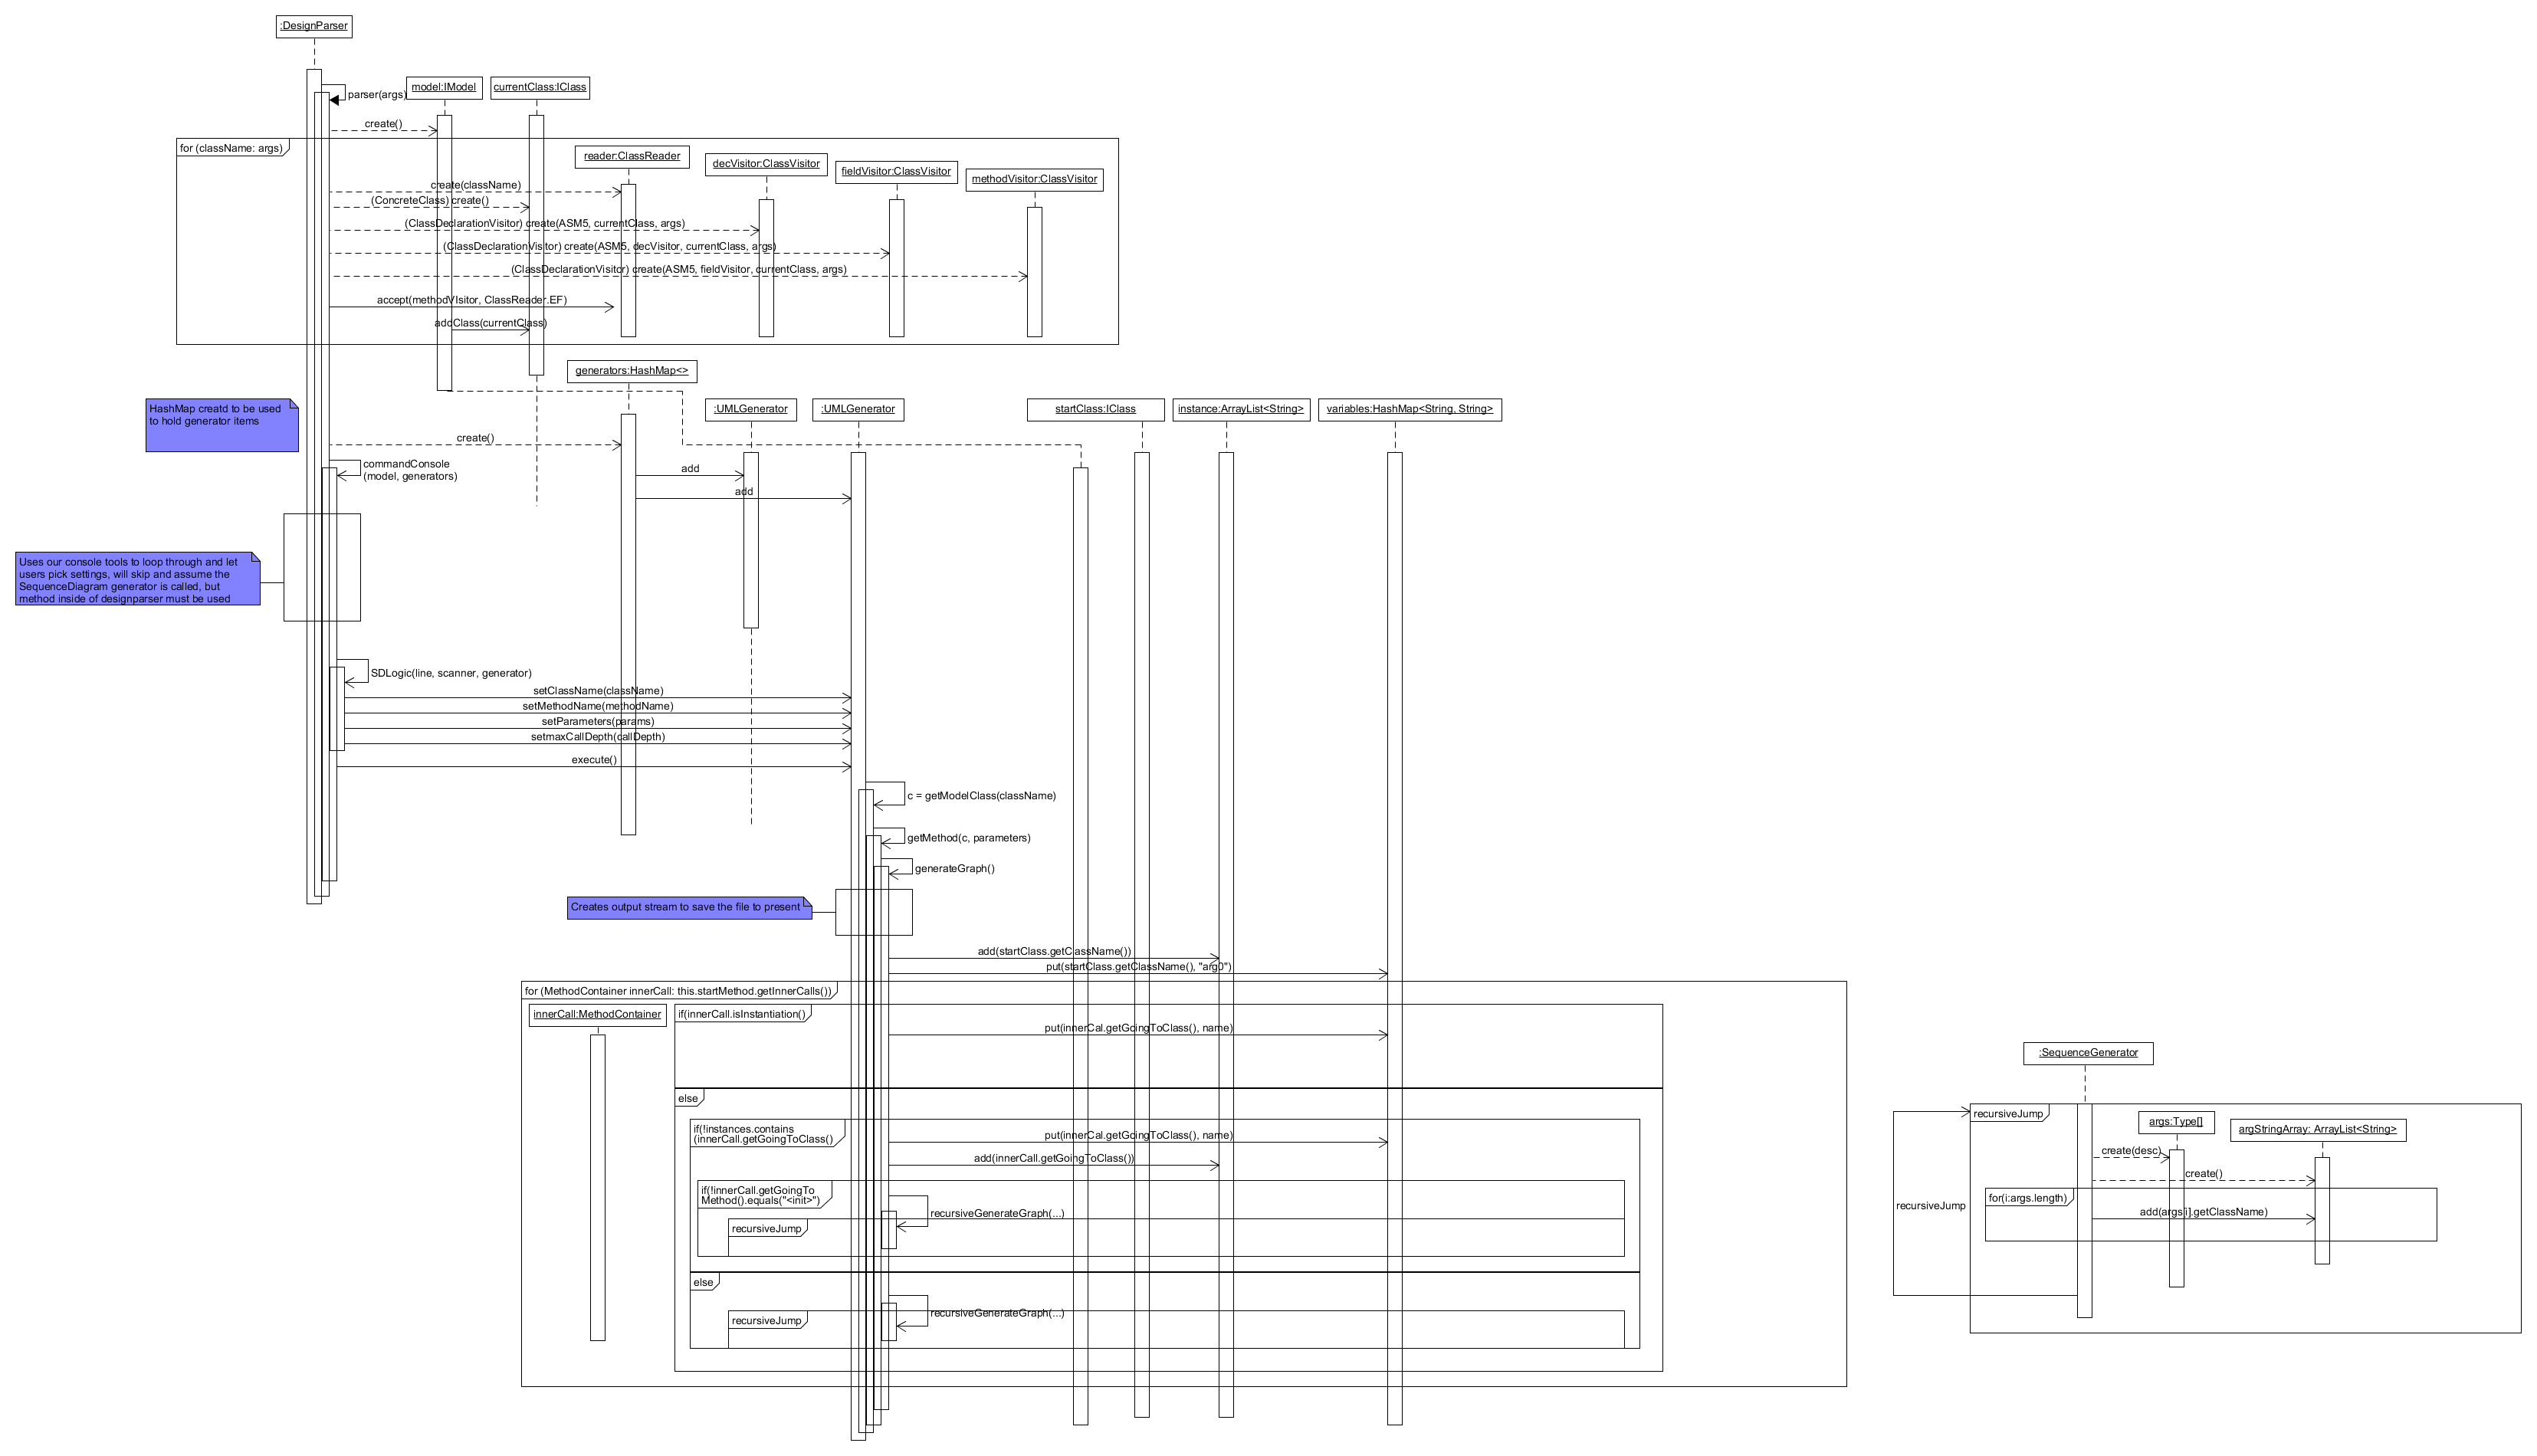 :DesignParser
parser(args)
model:IModel
currentClass:IClass
create()
for (className: args)
reader:ClassReader
decVisitor:ClassVisitor
fieldVisitor:ClassVisitor
methodVisitor:ClassVisitor
create(className)
(ConcreteClass) create()
(ClassDeclarationVisitor) create(ASM5, currentClass, args)
(ClassDeclarationVisitor) create(ASM5, decVisitor, currentClass, args)
(ClassDeclarationVisitor) create(ASM5, fieldVisitor, currentClass, args)
accept(methodVIsitor, ClassReader.EF)
addClass(currentClass)
generators:HashMap<>
HashMap creatd to be used
to hold generator items
:UMLGenerator
:UMLGenerator
startClass:IClass
instance:ArrayList<String>
variables:HashMap<String, String>
create()
commandConsole
(model, generators)
add
add
Uses our console tools to loop through and let
users pick settings, will skip and assume the
SequenceDiagram generator is called, but
method inside of designparser must be used
SDLogic(line, scanner, generator)
setClassName(className)
setMethodName(methodName)
setParameters(params)
setmaxCallDepth(callDepth)
execute()
c = getModelClass(className)
getMethod(c, parameters)
generateGraph()
Creates output stream to save the file to present
add(startClass.getClassName())
put(startClass.getClassName(), "arg0")
for (MethodContainer innerCall: this.startMethod.getInnerCalls())
innerCall:MethodContainer
if(innerCall.isInstantiation()
put(innerCal.getGoingToClass(), name)
else
if(!instances.contains
(innerCall.getGoingToClass()
put(innerCal.getGoingToClass(), name)
add(innerCall.getGoingToClass())
if(!innerCall.getGoingTo
Method().equals("<init>")
recursiveGenerateGraph(...)
recursiveJump
else
recursiveGenerateGraph(...)
recursiveJump
:SequenceGenerator
recursiveJump
args:Type[]
argStringArray: ArrayList<String>
create(desc)
create()
for(i:args.length)
recursiveJump
add(args[i].getClassName)